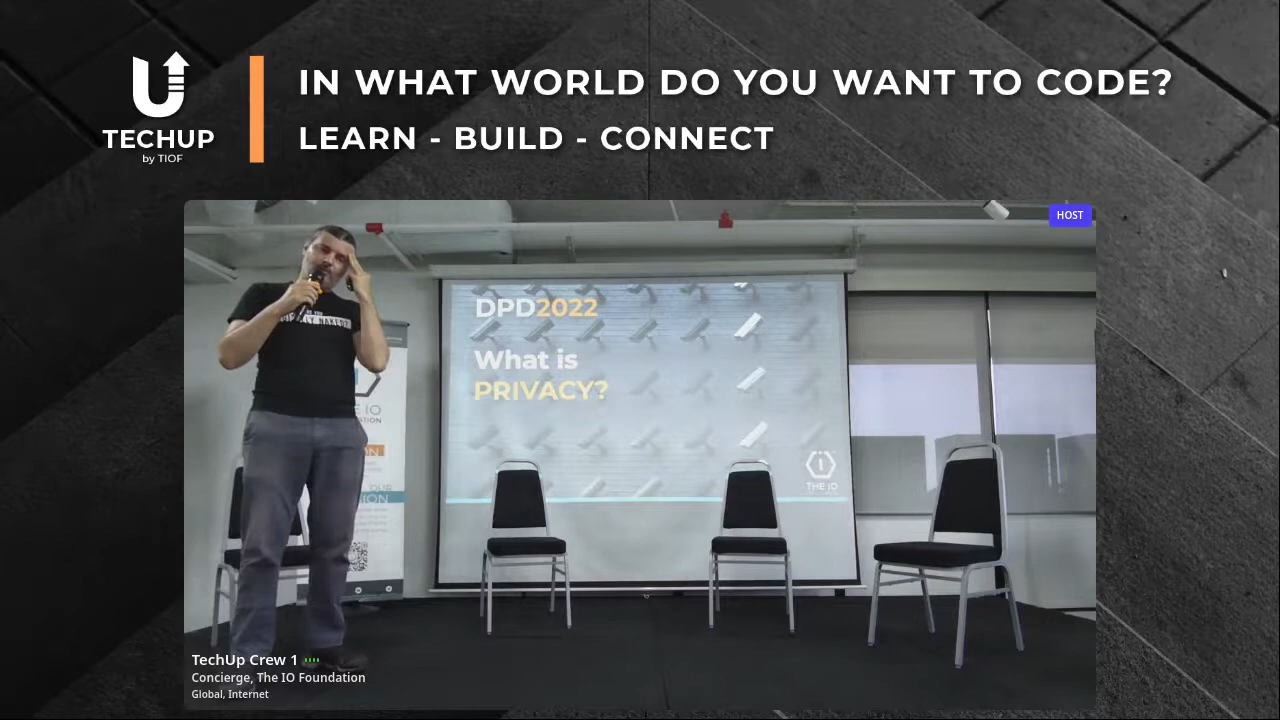 IN WHAT WORLD DO YOU WANT TO CODE?
LEARN - BUILD - CONNECT
TECHUP
by TIOF
HOST
DPD2022
What is
PRIVACY?
THE IO
TechUp Crew 1
Concierge, The IO Foundation
Global, Internet